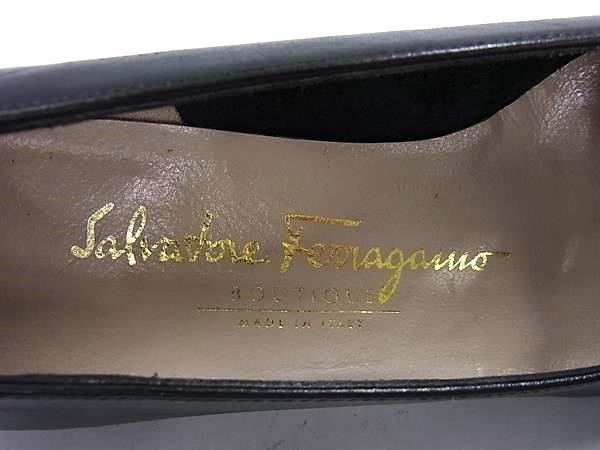 Salvatore Ferragamo
BOUTIQUE
MADE IN ITALY